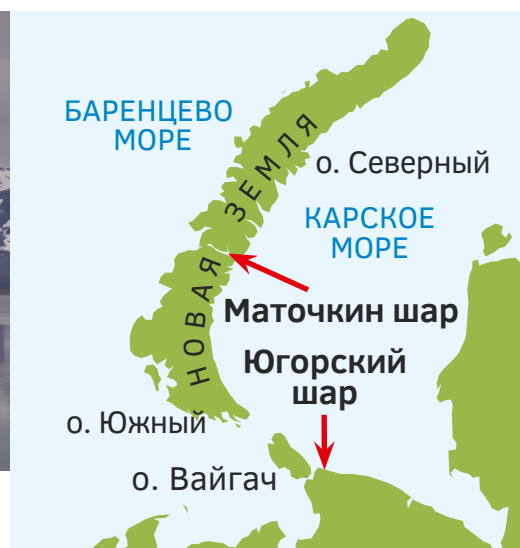 БАРЕНЦЕВО
МОРЕ
НОВАЯ ЗЕМЛЯ
о. Северный
КАРСКОЕ
МОРЕ
Маточкин шар
Югорский
шар
о. Южный
о. Вайгач